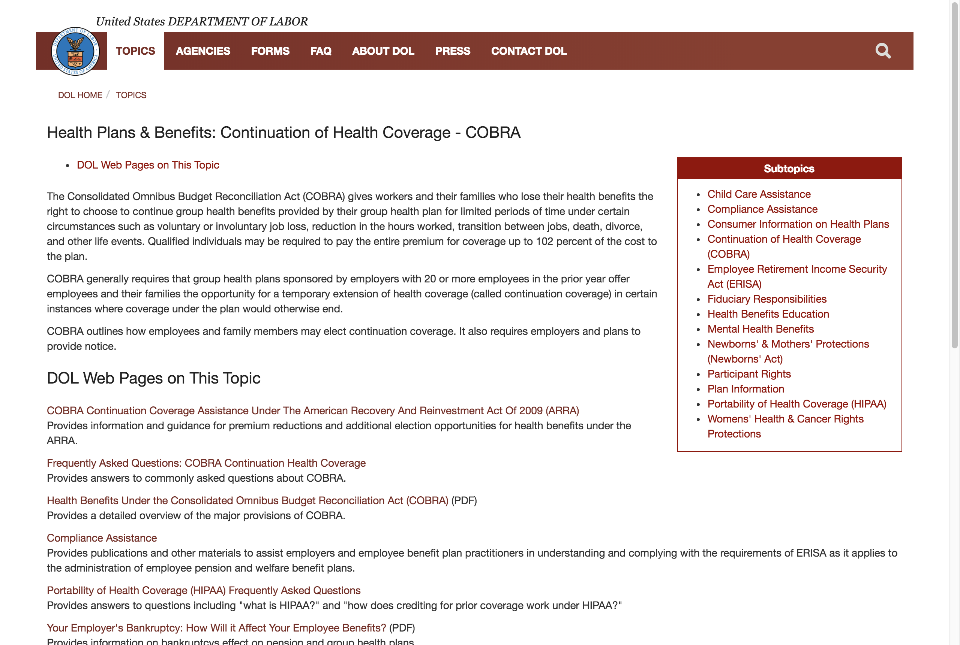 United States DEPARTMENT OF LABOR
TOPICS AGENCIES FORMS FAQ ABOUT DOL PRESS CONTACT DOL
DOL HOME / TOPICS
Health Plans & Benefits: Continuation of Health Coverage - COBRA
• DOL Web Pages on This Topic
The Consolidated Omnibus Budget Reconciliation Act (COBRA) gives workers and their families who lose their health benefits the
right to choose to continue group health benefits provided by their group health plan for limited periods of time under certain
circumstances such as voluntary or involuntary job loss, reduction in the hours worked, transition between jobs, death, divorce,
and other life events. Qualified individuals may be required to pay the entire premium for coverage up to 102 percent of the cost to
the plan.
COBRA generally requires that group health plans sponsored by employers with 20 or more employees in the prior year offer
employees and their families the opportunity for a temporary extension of health coverage (called continuation coverage) in certain
instances where coverage under the plan would otherwise end.
COBRA outlines how employees and family members may elect continuation coverage. It also requires employers and plans to
provide notice.
Subtopics
• Child Care Assistance
• Compliance Assistance
• Consumer Information on Health Plans
• Continuation of Health Coverage
(COBRA)
• Employee Retirement Income Security
Act (ERISA)
• Fiduciary Responsibilities
• Health Benefits Education
• Mental Health Benefits
• Newborns' & Mothers' Protections
(Newborns' Act)
• Participant Rights
• Plan Information
• Portability of Health Coverage (HIPAA)
• Womens' Health & Cancer Rights
Protections
DOL Web Pages on This Topic
COBRA Continuation Coverage Assistance Under The American Recovery And Reinvestment Act Of 2009 (ARRA)
Provides information and guidance for premium reductions and additional election opportunities for health benefits under the
ARRA.
Frequently Asked Questions: COBRA Continuation Health Coverage
Provides answers to commonly asked questions about COBRA.
Health Benefits Under the Consolidated Omnibus Budget Reconciliation Act (COBRA) (PDF)
Provides a detailed overview of the major provisions of COBRA.
Compliance Assistance
Provides publications and other materials to assist employers and employee benefit plan practitioners in understanding and complying with the requirements of ERISA as it applies to
the administration of employee pension and welfare benefit plans.
Portability of Health Coverage (HIPAA) Frequently Asked Questions
Provides answers to questions including "what is HIPAA?" and "how does crediting for prior coverage work under HIPAA?"
Your Employer's Bankruptcy: How Will it Affect Your Employee Benefits? (PDF)
Provides information on bankruptcys effect on pension and group health plans.